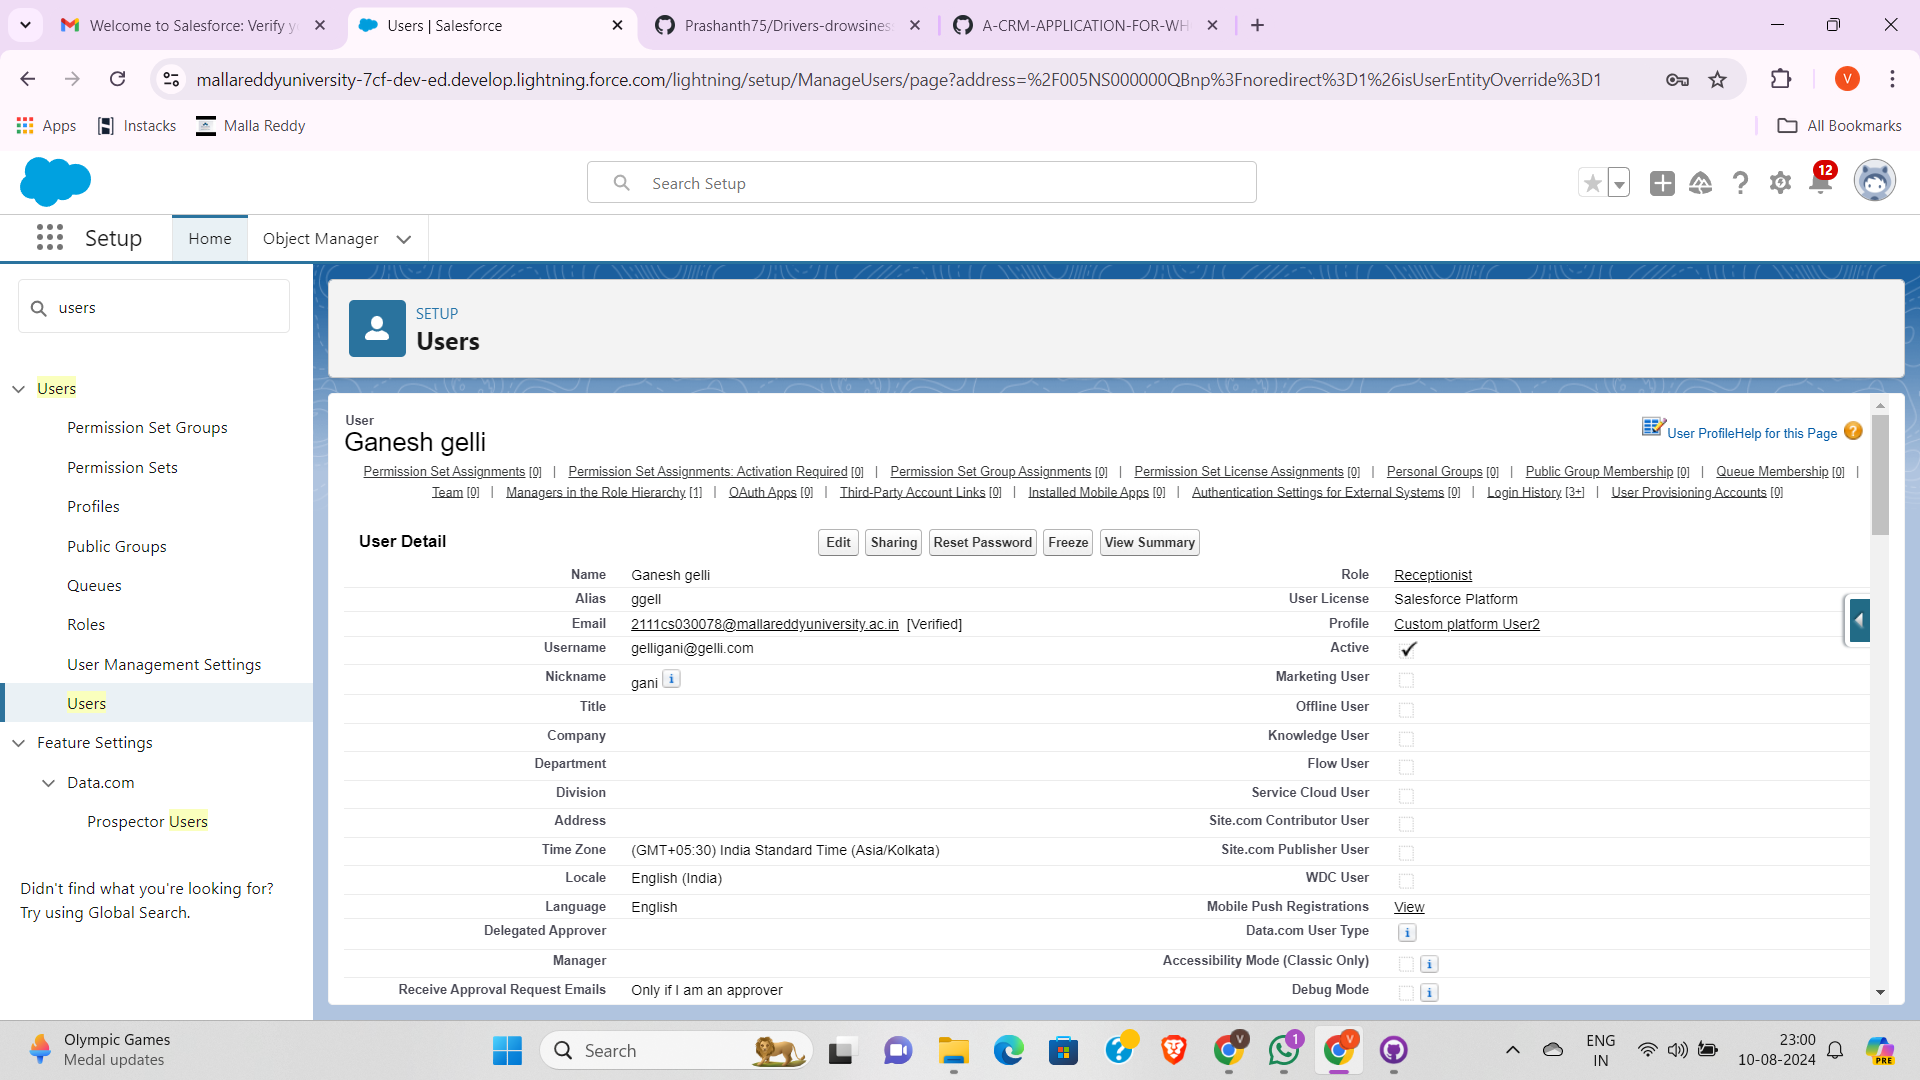 Welcome to Salesforce: Verify y
Users | Salesforce
Prashanth75/Drivers-drowsines
A-CRM-APPLICATION-FOR-WH
mallareddyuniversity-7cf-dev-ed.develop.lightning.force.com/lightning/setup/ManageUsers/page?address=%2F005NS000000QBnp%3Fnoredirect%3D1%26isUserEntityOverride%3D1
V
Apps
Instacks
Malla Reddy
All Bookmarks
Search Setup
12
Setup
Home
Object Manager
users
SETUP
Users
Users
Permission Set Groups
Permission Sets
Profiles
Public Groups
Queues
Roles
User Management Settings
Users
Feature Settings
Data.com
Prospector Users
Didn't find what you're looking for?
Try using Global Search.
User
Ganesh gelli
User Profile Help for this Page
Permission Set Assignments [0] | Permission Set Assignments: Activation Required [0] | Permission Set Group Assignments [0] | Permission Set License Assignments [0] | Personal Groups [0] | Public Group Membership [0] | Queue Membership [0] |
Team [0] | Managers in the Role Hierarchy [1] | OAuth Apps [0] | Third-Party Account Links [0] | Installed Mobile Apps [0] | Authentication Settings for External Systems [0] | Login History [3+] | User Provisioning Accounts [0]
User Detail
Edit
Sharing
Reset Password
Freeze
View Summary
Name Ganesh gelli Role Receptionist
Alias ggell User License Salesforce Platform
Email 2111cs030078@mallareddyuniversity.ac.in [Verified] Profile Custom platform User2
Username gelligani@gelli.com Active
Nickname gani i Marketing User
Title Offline User
Company Knowledge User
Department Flow User
Division Service Cloud User
Address Site.com Contributor User
Time Zone (GMT+05:30) India Standard Time (Asia/Kolkata) Site.com Publisher User
Locale English (India) WDC User
Language English Mobile Push Registrations View
Delegated Approver Data.com User Type i
Manager Accessibility Mode (Classic Only) i
Receive Approval Request Emails Only if I am an approver Debug Mode i
Olympic Games
Medal updates
Search
V
1
V
ENG
IN
23:00
10-08-2024
PRE